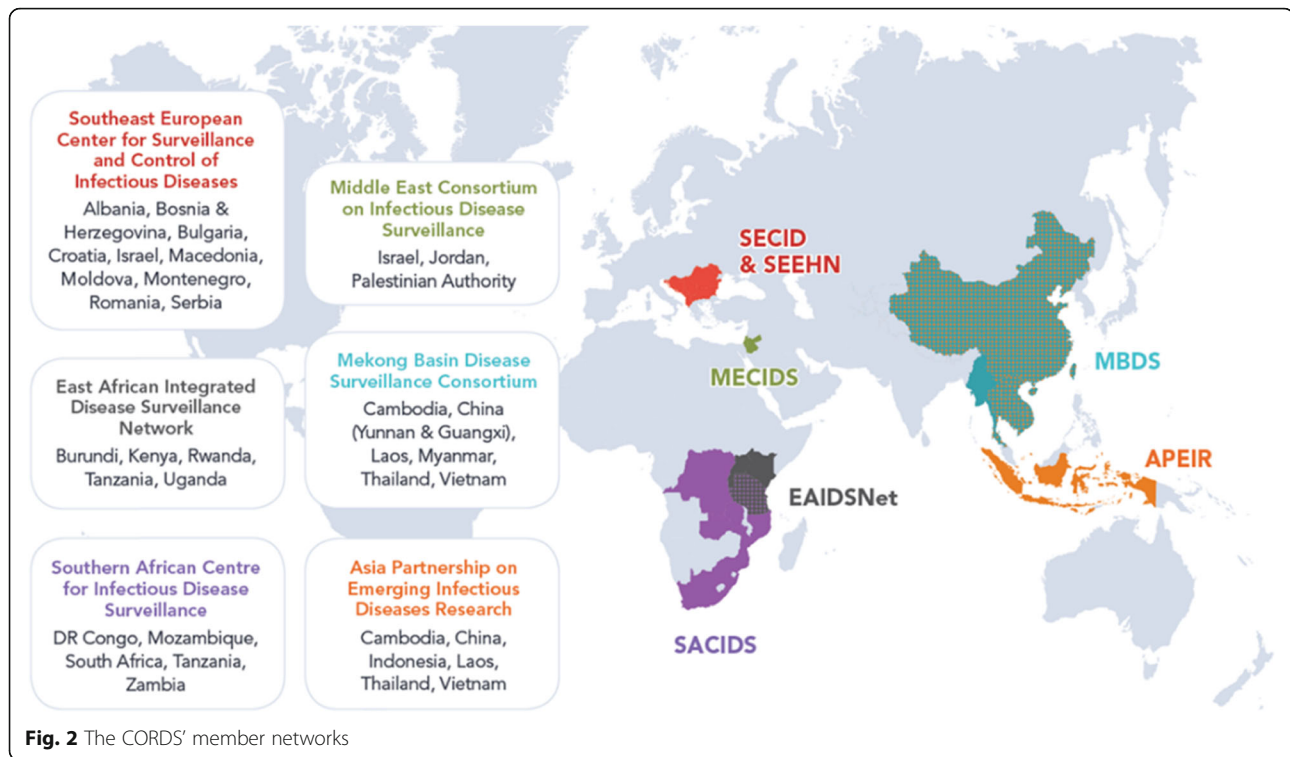 Southeast European
Center for Surveillance
and Control of
Infectious Diseases
Albania, Bosnia &
Herzegovina, Bulgaria,
Croatia, Israel, Macedonia,
Moldova, Montenegro,
Romania, Serbia
Middle East Consortium
on Infectious Disease
Surveillance
Israel, Jordan,
Palestinian Authority
East African Integrated
Disease Surveillance
Network
Burundi, Kenya, Rwanda,
Tanzania, Uganda
Mekong Basin Disease
Surveillance Consortium
Cambodia, China
(Yunnan & Guangxi),
Laos, Myanmar,
Thailand, Vietnam
Southern African Centre
for Infectious Disease
Surveillance
DR Congo, Mozambique,
South Africa, Tanzania,
Zambia
Asia Partnership on
Emerging Infectious
Diseases Research
Cambodia, China,
Indonesia, Laos,
Thailand, Vietnam
SECID
& SEEHN
MECIDS
MBDS
APEIR
EAIDSNet
SACIDS
Fig. 2 The CORDS' member networks